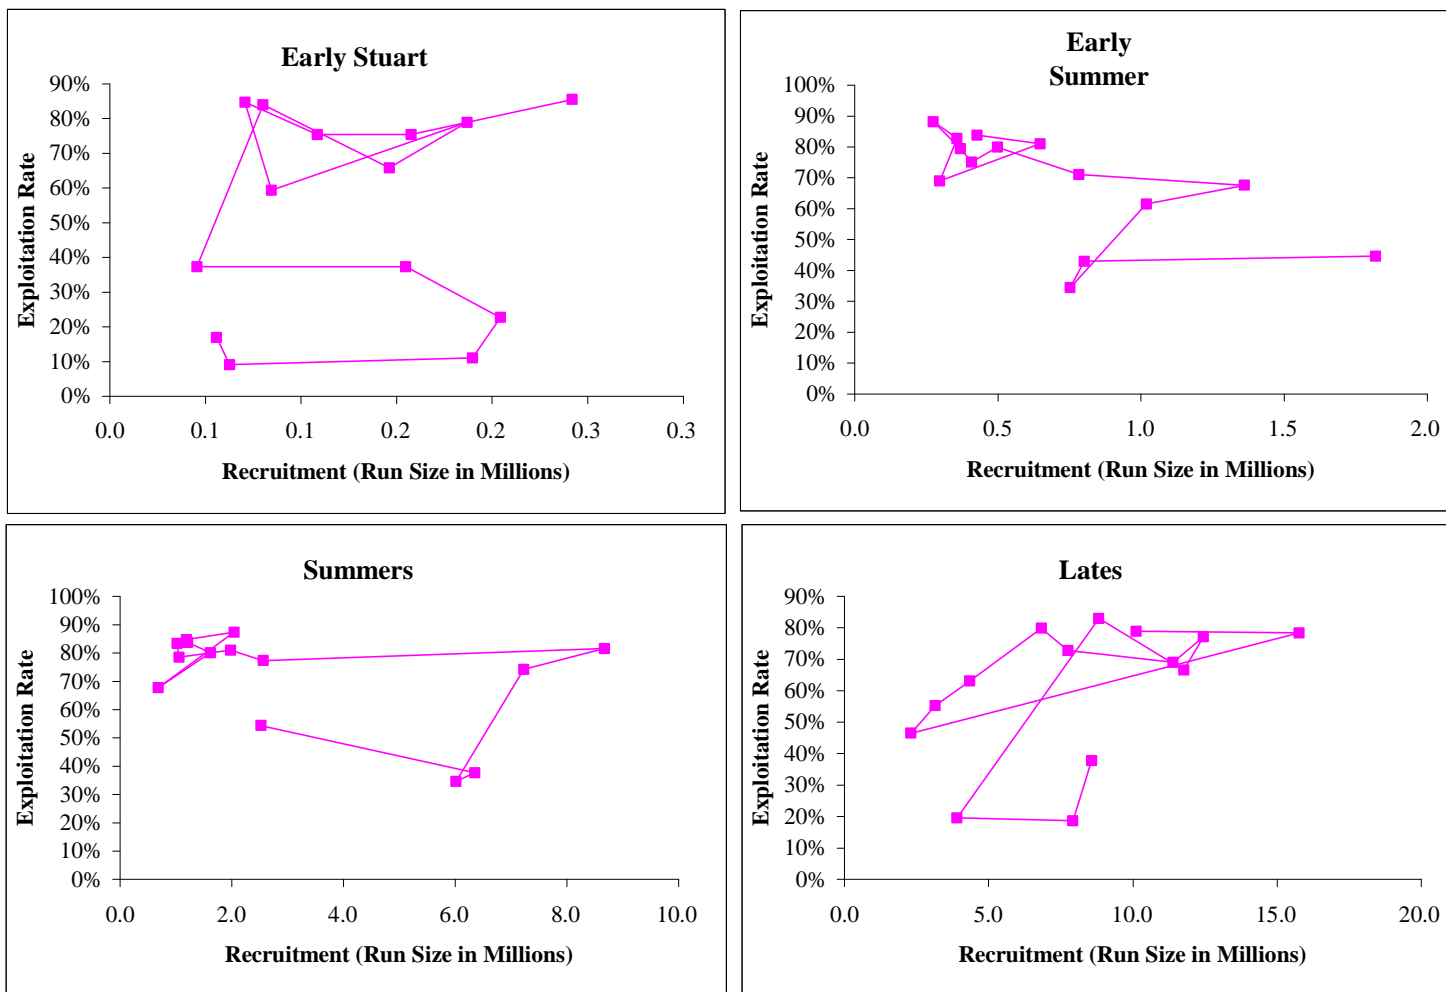 Early Stuart
90%
80%
70%
60%
50%
40%
30%
20%
10%
0%
Exploitation Rate
0.0 0.1 0.1 0.2 0.2 0.3 0.3
Recruitment (Run Size in Millions)
Early
Summer
100%
90%
80%
70%
60%
50%
40%
30%
20%
10%
0%
Exploitation Rate
0.0 0.5 1.0 1.5 2.0
Recruitment (Run Size in Millions)
Summers
100%
90%
80%
70%
60%
50%
40%
30%
20%
10%
0%
Exploitation Rate
0.0 2.0 4.0 6.0 8.0 10.0
Recruitment (Run Size in Millions)
Lates
90%
80%
70%
60%
50%
40%
30%
20%
10%
0%
Exploitation Rate
0.0 5.0 10.0 15.0 20.0
Recruitment (Run Size in Millions)